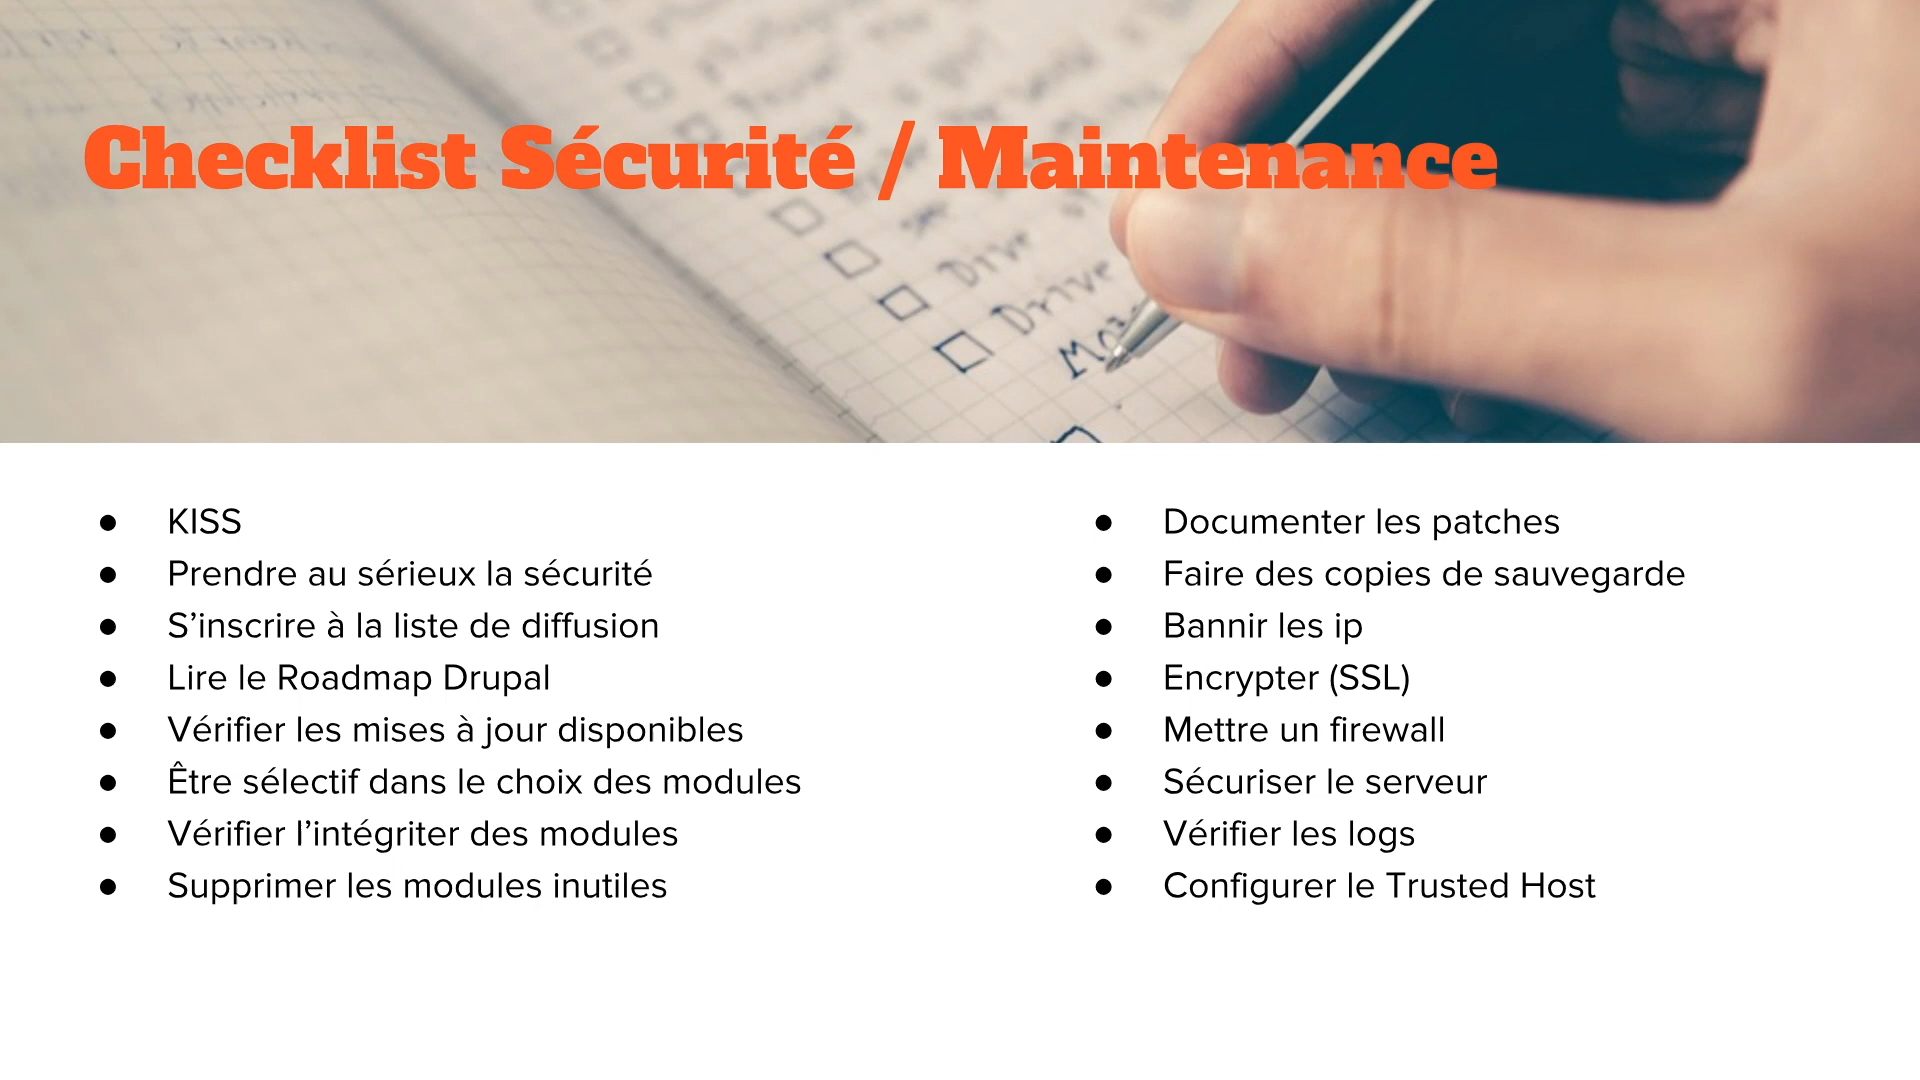 Checklist Sécurité / Maintenance
Drive
Drive
KISS
Prendre au sérieux la sécurité
S’inscrire à la liste de diffusion
Lire le Roadmap Drupal
Vérifier les mises à jour disponibles
Être sélectif dans le choix des modules
Vérifier l’intégriter des modules
Supprimer les modules inutiles
Documenter les patches
Faire des copies de sauvegarde
Bannir les ip
Encrypter (SSL)
Mettre un firewall
Sécuriser le serveur
Vérifier les logs
Configurer le Trusted Host